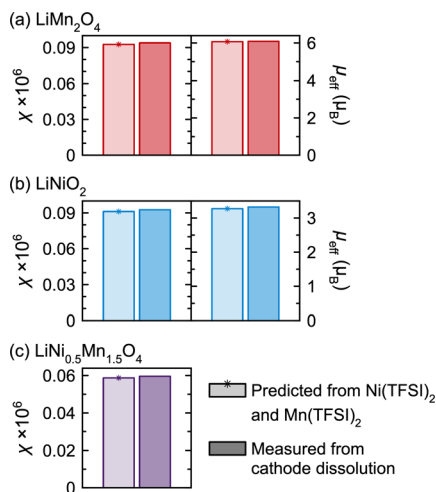 (a) LiMn₂O₄
0.09
0.06
0.03
0
χ ×10⁶
6
4
2
0
μeff (μB)
(b) LiNiO₂
0.09
0.06
0.03
0
χ ×10⁶
3
2
1
0
μeff (μB)
(c) LiNi₀.₅Mn₁.₅O₄
0.06
0.04
0.02
0
χ ×10⁶
Predicted from Ni(TFSI)₂
and Mn(TFSI)₂
Measured from
cathode dissolution